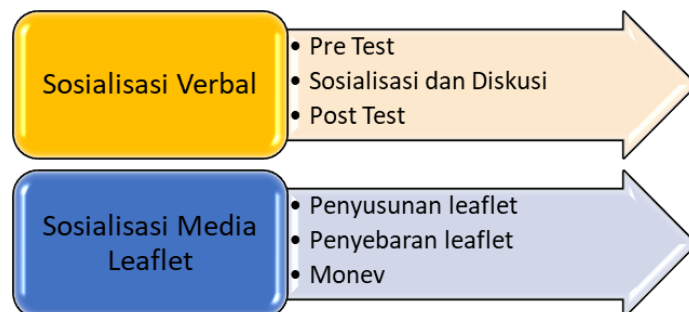 Sosialisasi Verbal
• Pre Test
• Sosialisasi dan Diskusi
• Post Test
Sosialisasi Media
Leaflet
• Penyusunan leaflet
• Penyebaran leaflet
• Monev